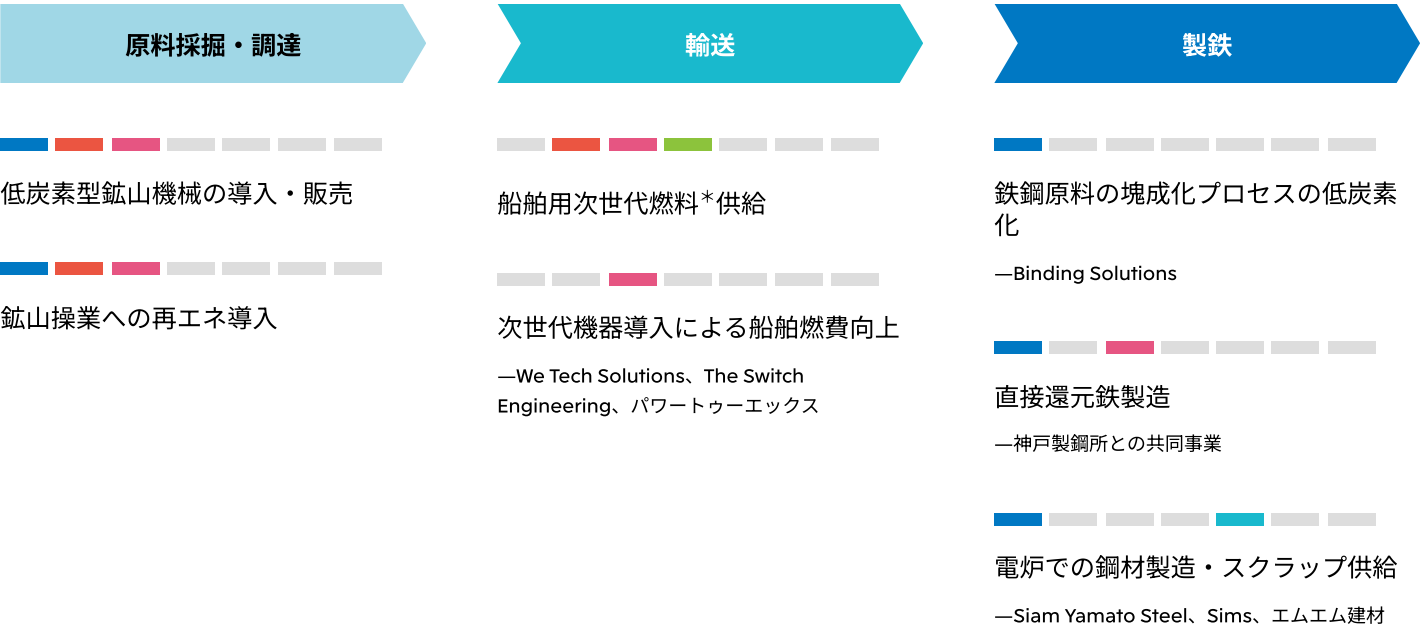 原料採掘・調達
低炭素型鉱山機械の導入・販売
鉱山操業への再エネ導入
輸送
船舶用次世代燃料＊供給
次世代機器導入による船舶燃費向上
—We Tech Solutions、The Switch
Engineering、パワートゥーエックス
製鉄
鉄鋼原料の塊成化プロセスの低炭素
化
—Binding Solutions
直接還元鉄製造
—神戸製鋼所との共同事業
電炉での鋼材製造・スクラップ供給
—Siam Yamato Steel、Sims、エムエム建材